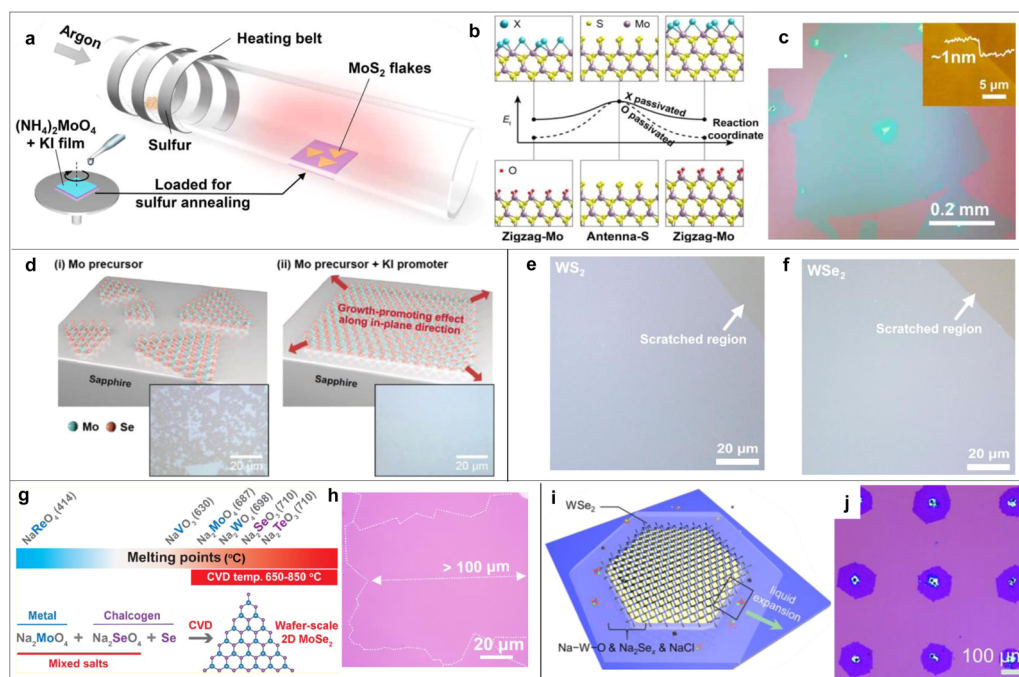 a
Argon
Heating belt
MoS2 flakes
(NH4)2MoO4
+ KI film
Sulfur
Loaded for
sulfur annealing
b
X S Mo
Er
X passivated
O passivated
Reaction
coordinate
O
Zigzag-Mo Antenna-S Zigzag-Mo
c
~1nm
5 μm
0.2 mm
d
(i) Mo precursor
(ii) Mo precursor + KI promoter
Growth-promoting effect
along in-plane direction
Sapphire
Sapphire
Mo Se
20 μm
20 μm
e
WS2
Scratched region
20 μm
f
WSe2
Scratched region
20 μm
g
NaReO4 (414)
NaVO3 (630)
Na2MoO4 (687)
Na2WO4 (698)
Na2SeO3 (710)
Na2TeO3 (710)
Melting points (°C)
CVD temp. 650-850 °C
Metal Chalcogen
Na2MoO4 + Na2SeO4 + Se
Mixed salts
CVD
Wafer-scale
2D MoSe2
h
> 100 μm
20 μm
i
WSe2
liquid
expansion
Na-W-O & Na2Sex & NaCl
j
100 μm